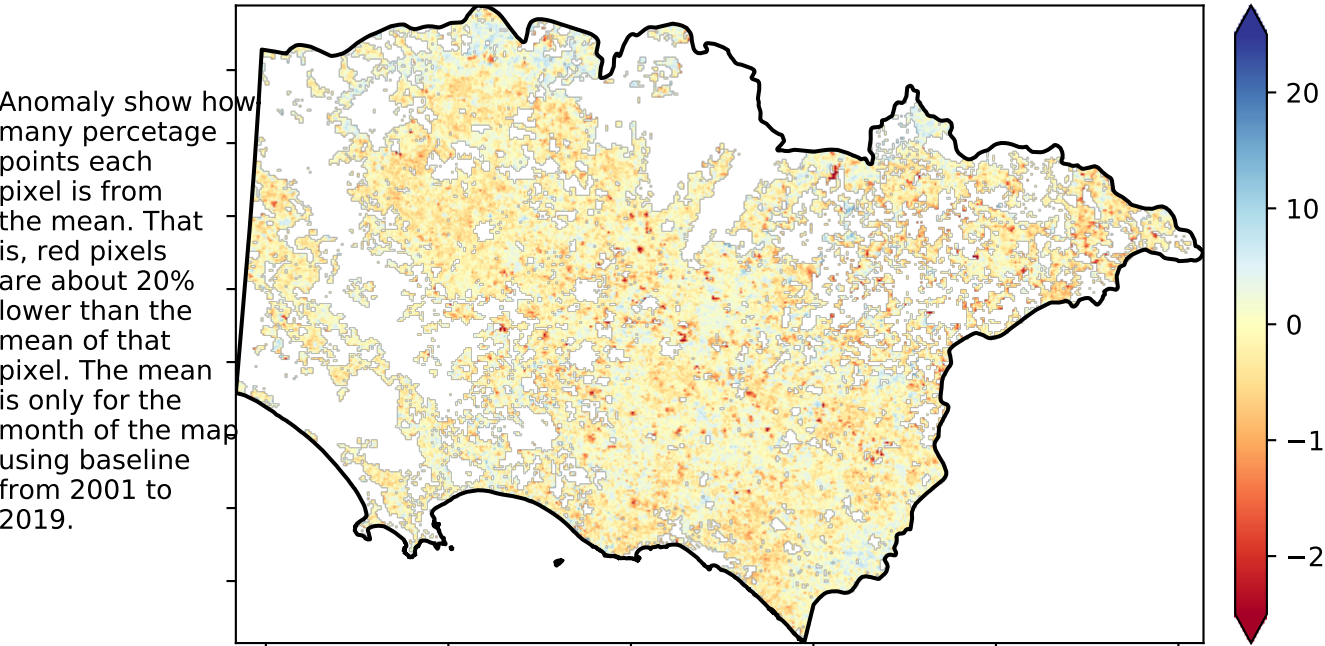 Anomaly show how
many percetage
points each
pixel is from
the mean. That
is, red pixels
are about 20%
lower than the
mean of that
pixel. The mean
is only for the
month of the map
using baseline
from 2001 to
2019.
20
10
0
−1
−2